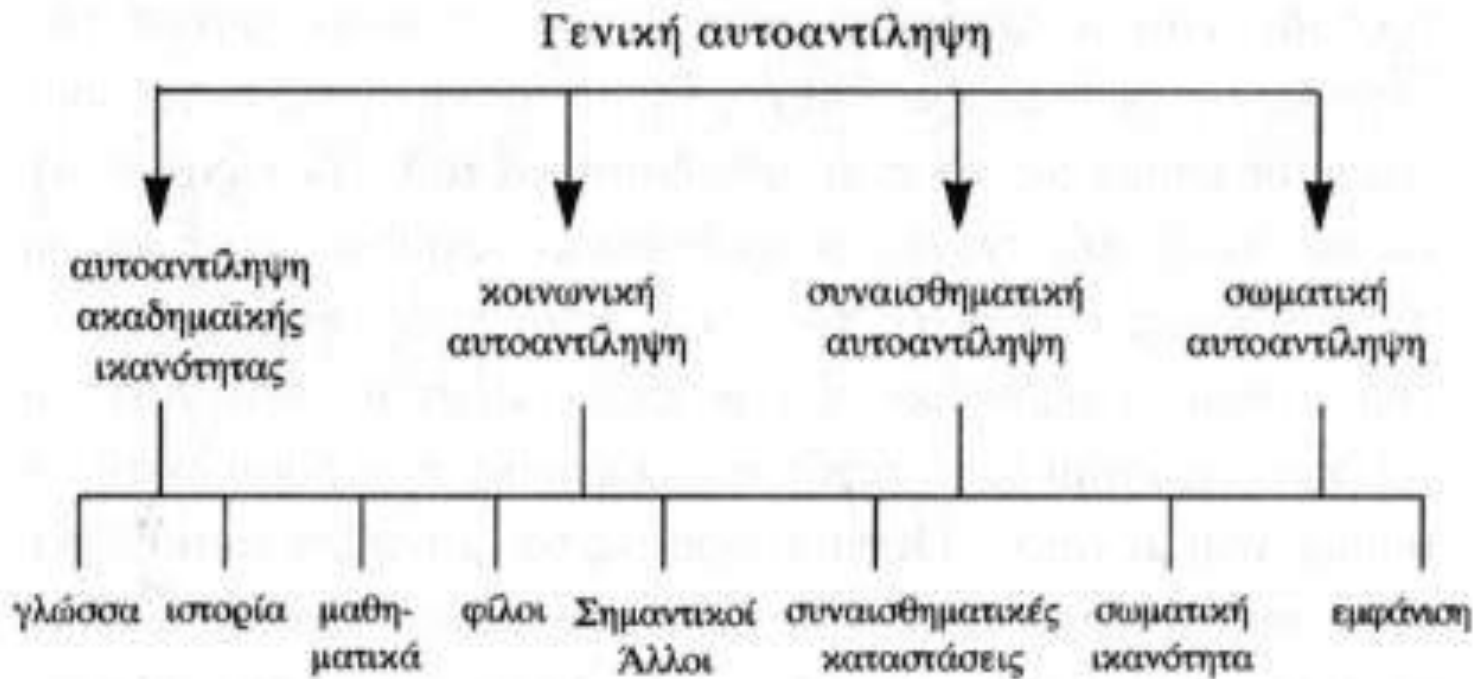 Γενική αυτοαντίληψη
αυτοαντίληψη
ακαδημαϊκής
ικανότητας
κοινωνική
αυτοαντίληψη
συναισθηματική
αυτοαντίληψη
σωματική
αυτοαντίληψη
γλώσσα
ιστορία
μαθη-
ματικά
φίλοι
Σημαντικοί
Άλλοι
συναισθηματικές
καταστάσεις
σωματική
ικανότητα
εμφάνιση